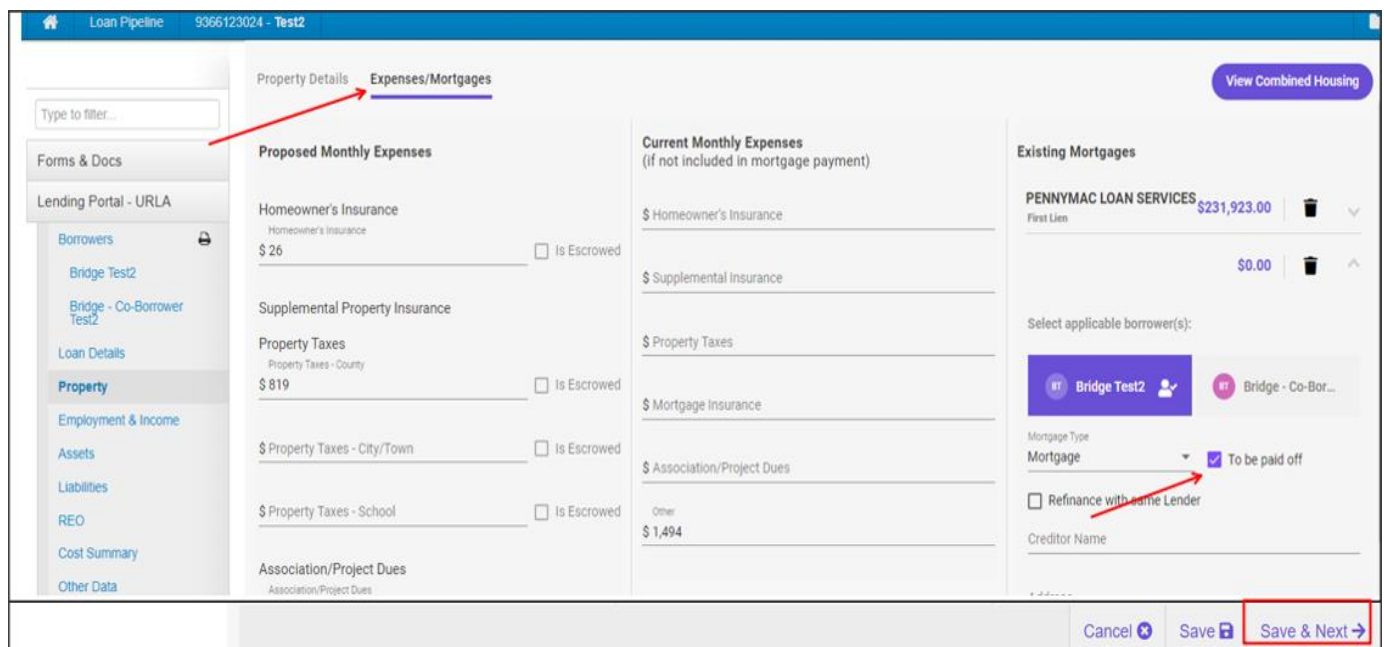 Loan Pipeline 9366123024 - Test2
Property Details Expenses/Mortgages
View Combined Housing
Type to filter...
Forms & Docs
Lending Portal - URLA
Borrowers
Bridge Test2
Bridge - Co-Borrower
Test2
Loan Details
Property
Employment & Income
Assets
Liabilities
REO
Cost Summary
Other Data
Proposed Monthly Expenses
Homeowner's Insurance
Homeowner's Insurance
$ 26
Is Escrowed
Supplemental Property Insurance
Property Taxes
Property Taxes - County
$ 819
Is Escrowed
$ Property Taxes - City/Town
Is Escrowed
$ Property Taxes - School
Is Escrowed
Association/Project Dues
Association/Project Dues
Current Monthly Expenses
(if not included in mortgage payment)
$ Homeowner's Insurance
$ Supplemental Insurance
$ Property Taxes
$ Mortgage Insurance
$ Association/Project Dues
Other
$ 1,494
Existing Mortgages
PENNYMAC LOAN SERVICES $231,923.00
First Lien
$0.00
Select applicable borrower(s):
BT Bridge Test2
BT Bridge - Co-Bor...
Mortgage Type
Mortgage
To be paid off
Refinance with same Lender
Creditor Name
Cancel Save Save & Next